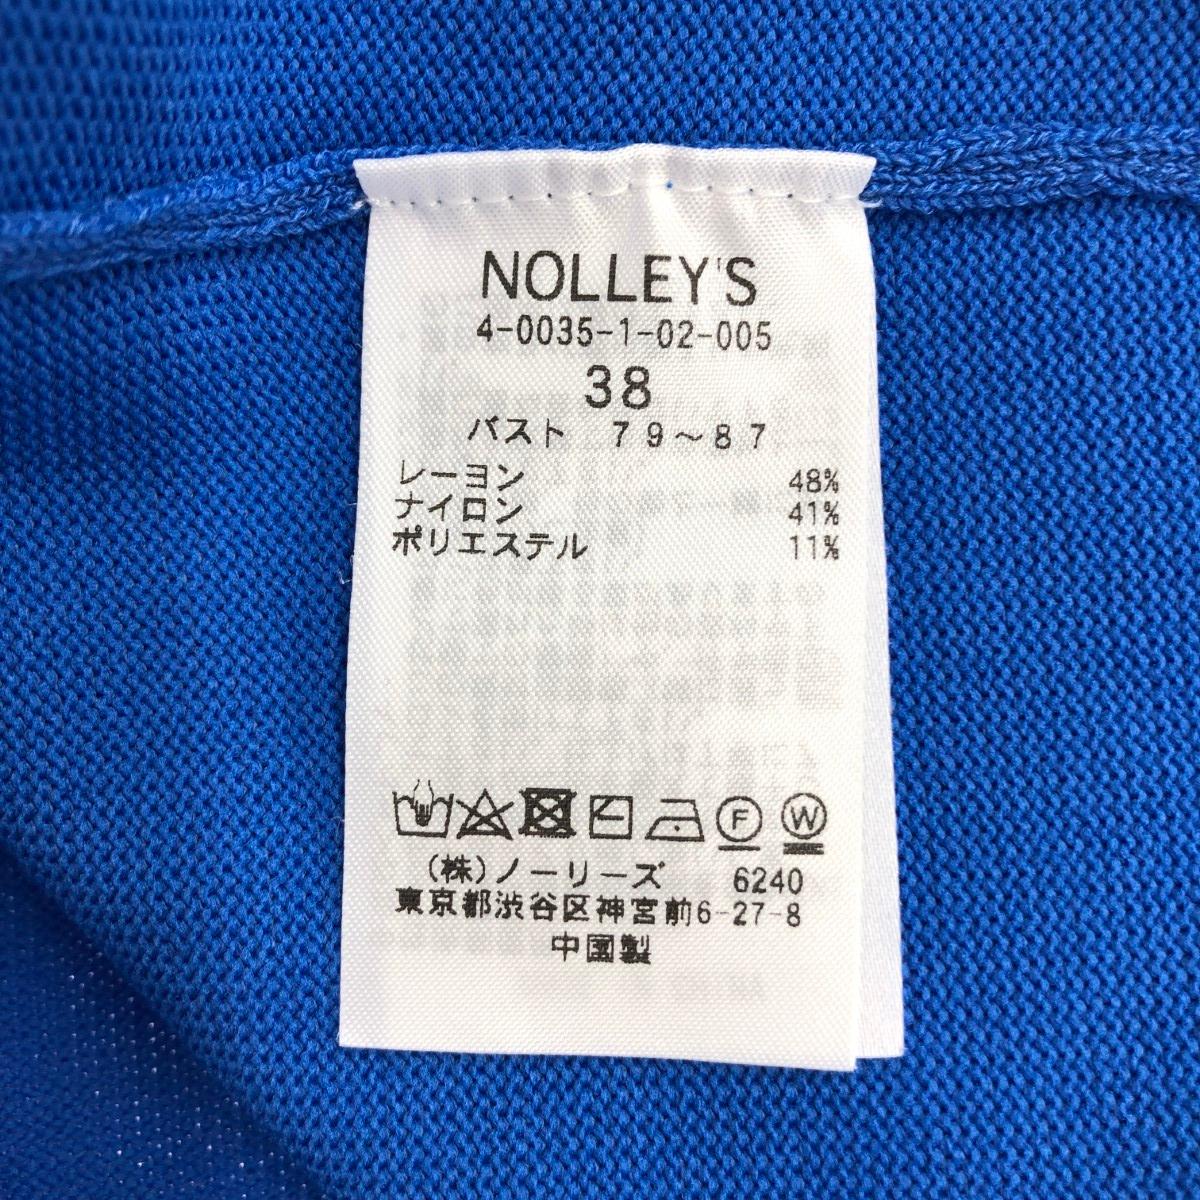 NOLLEY'S
4-0035-1-02-005
38
バスト 79～87
レーヨン 48%
ナイロン 41%
ポリエステル 11%
F W
(株)ノーリーズ 6240
東京都渋谷区神宮前6-27-8
中国製